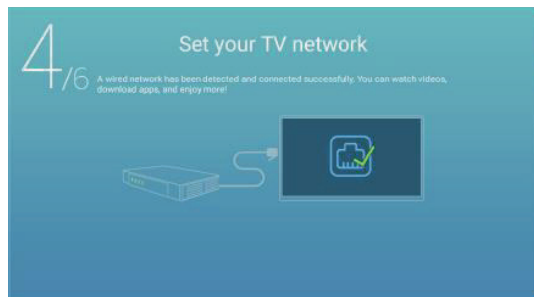 4/6
Set your TV network
A wired network has been detected and connected successfully. You can watch videos,
download apps, and enjoy more!